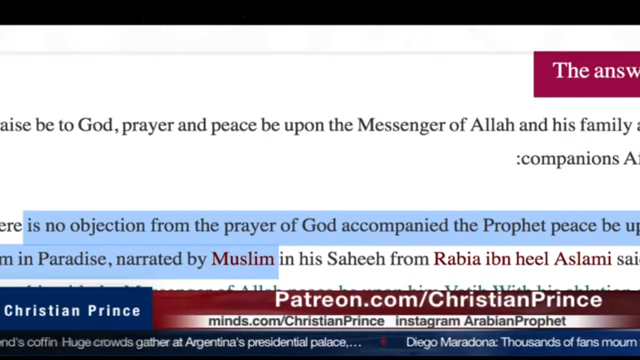 The answ
aise be to God, prayer and peace be upon the Messenger of Allah and his family a
:companions Af
ere is no objection from the prayer of God accompanied the Prophet peace be up
m in Paradise, narrated by Muslim in his Saheeh from Rabia ibn heel Aslami said
Christian Prince
Patreon.com/ChristianPrince
minds.com/ChristianPrince instagram ArabianProphet
end's coffin Huge crowds gather at Argentina's presidential palace,... Diego Maradona: Thousands of fans mourn